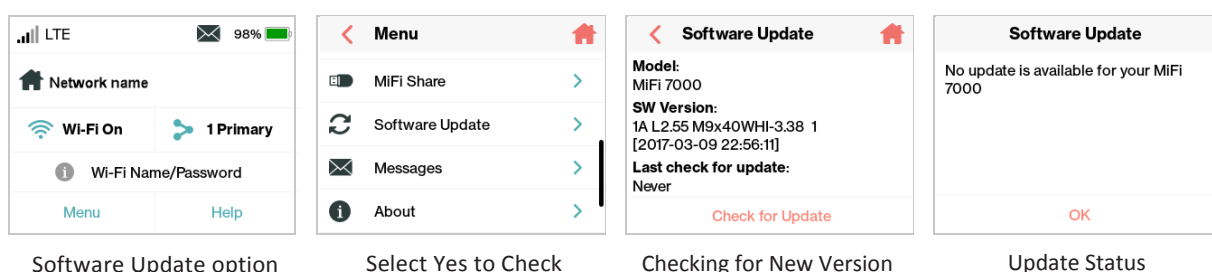 LTE 98%
Network name
Wi-Fi On 1 Primary
Wi-Fi Name/Password
Menu Help
Software Update option
Menu
MiFi Share
Software Update
Messages
About
Select Yes to Check
Software Update
Model:
MiFi 7000
SW Version:
1A L2.55 M9x40WHI-3.38 1
[2017-03-09 22:56:11]
Last check for update:
Never
Check for Update
Checking for New Version
Software Update
No update is available for your MiFi
7000
OK
Update Status